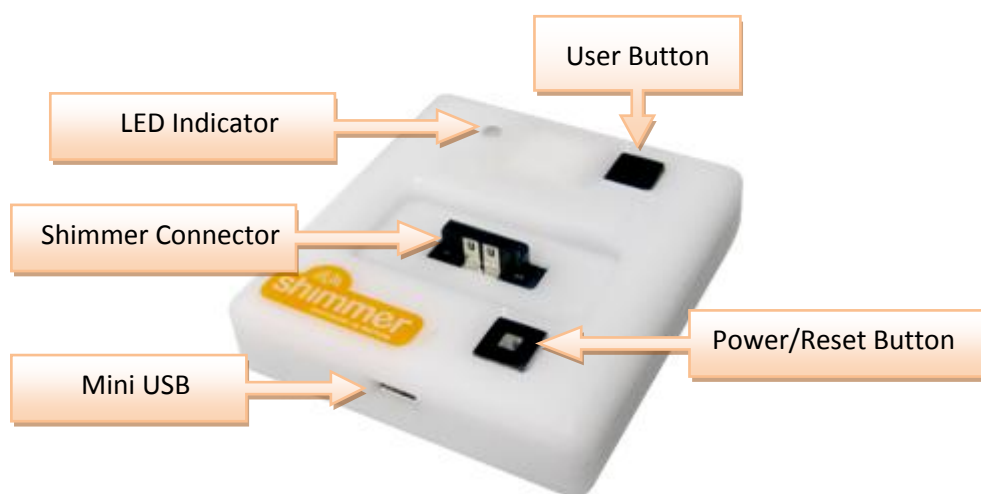 User Button
LED Indicator
Shimmer Connector
shimmer
Power/Reset Button
Mini USB